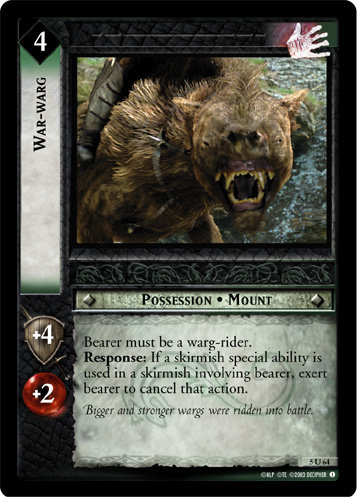 4
War-warg
Possession • Mount
+4
+2
Bearer must be a warg-rider.
Response: If a skirmish special ability is
used in a skirmish involving bearer, exert
bearer to cancel that action.
Bigger and stronger wargs were ridden into battle.
5 U 64
©NLP ©TE ©2003 DECIPHER